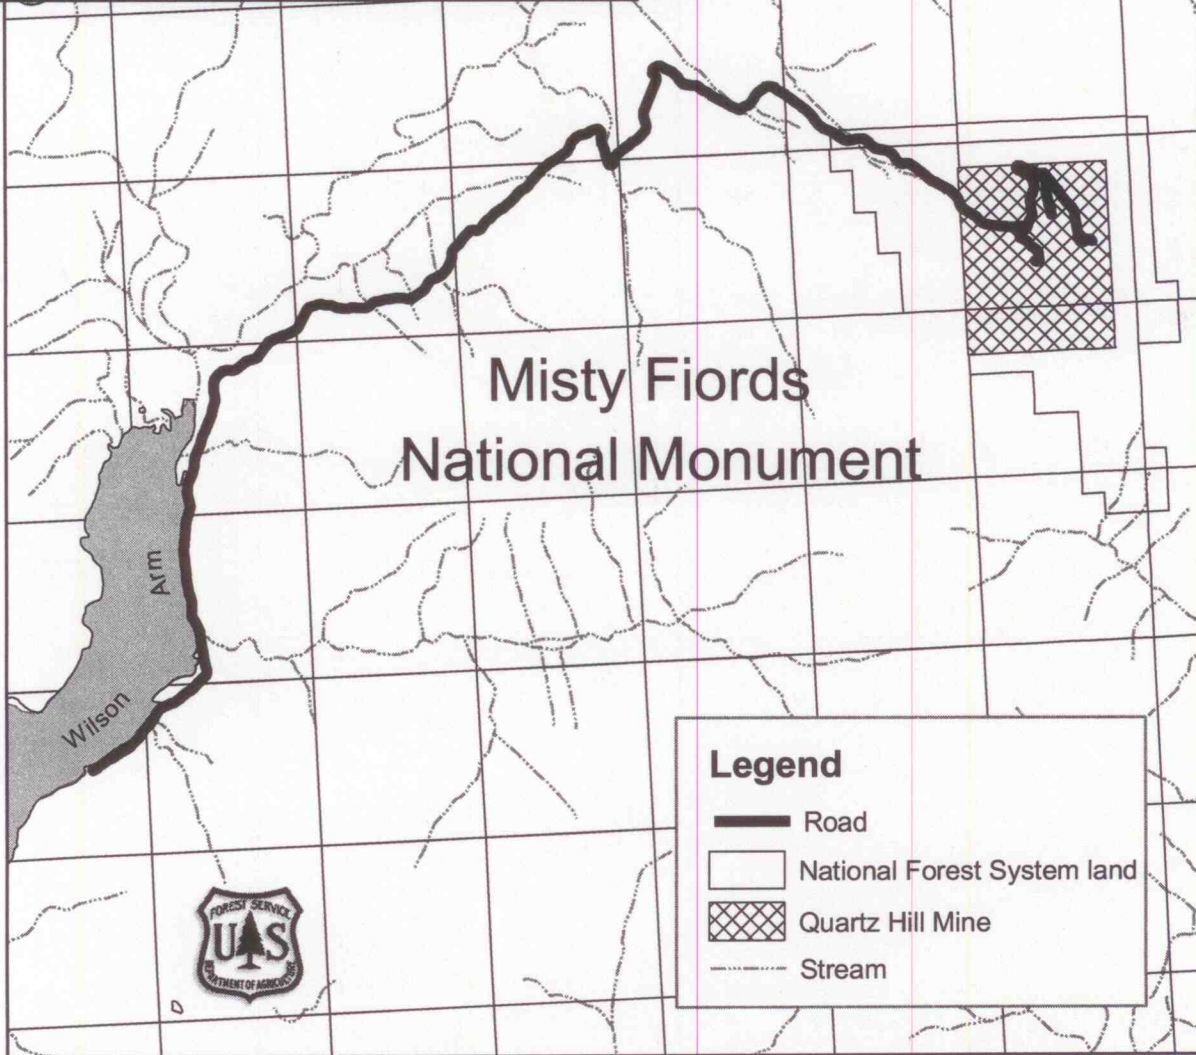 Misty Fiords
National Monument
Arm
Wilson
Legend
Road
National Forest System land
Quartz Hill Mine
Stream
FOREST SERVICE
U S
DEPARTMENT OF AGRICULTURE